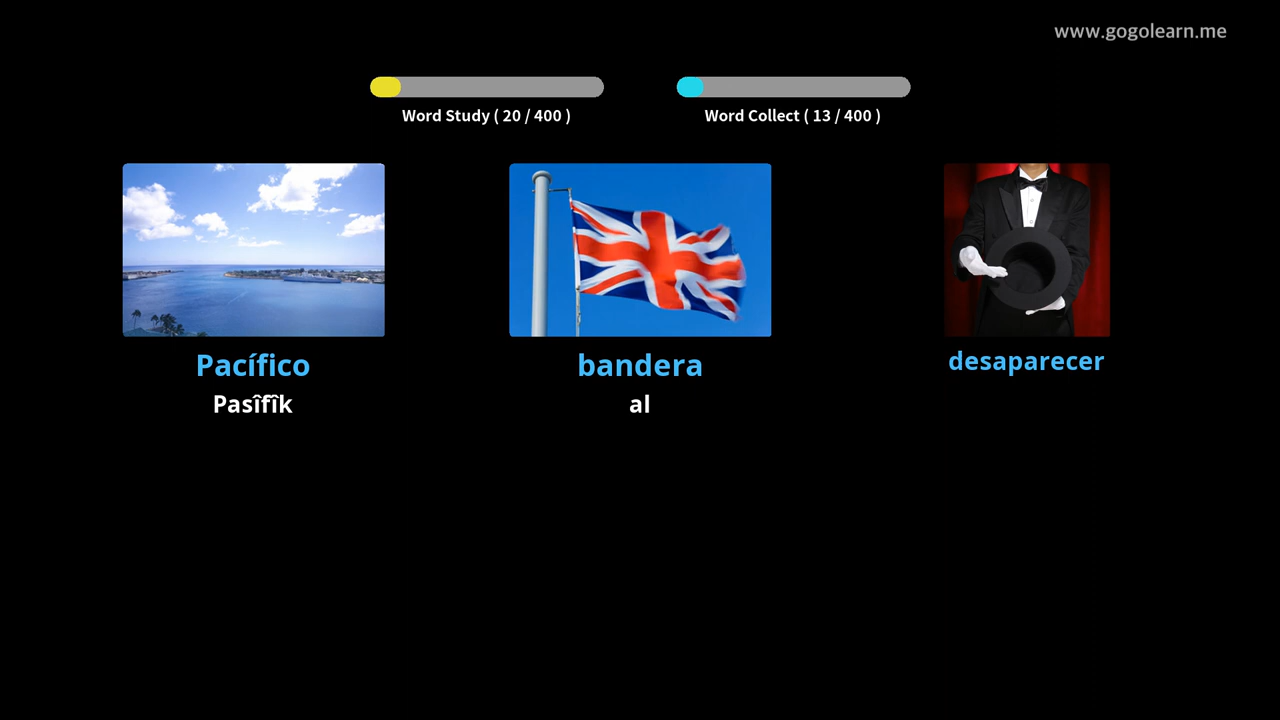 www.gogolearn.me
Word Study ( 20 / 400 )
Word Collect ( 13 / 400 )
Pacífico
Pasîfîk
bandera
al
desaparecer